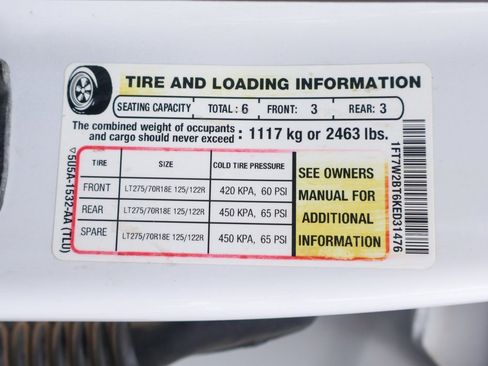 TIRE AND LOADING INFORMATION
SEATING CAPACITY TOTAL : 6 FRONT: 3 REAR: 3
The combined weight of occupants and cargo should never exceed : 1117 kg or 2463 lbs.
TIRE SIZE COLD TIRE PRESSURE
FRONT LT275/70R18E 125/122R 420 KPA, 60 PSI
REAR LT275/70R18E 125/122R 450 KPA, 65 PSI
SPARE LT275/70R18E 125/122R 450 KPA, 65 PSI
SEE OWNERS
MANUAL FOR
ADDITIONAL
INFORMATION
5U5A-1532-AA (TLU)
1FT7W2BT6KED31476